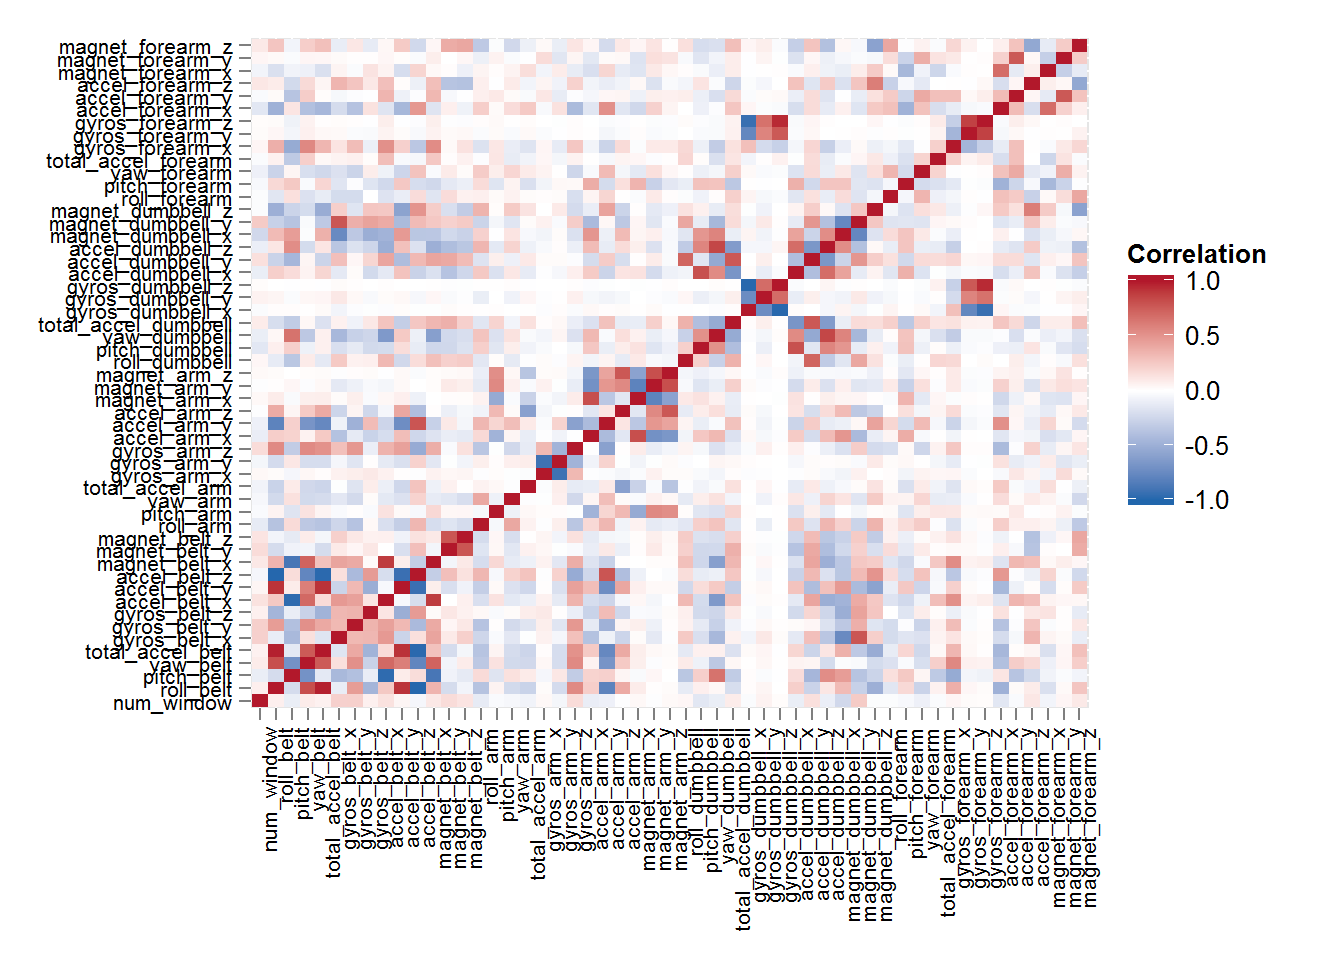 magnet_forearm_z
magnet_forearm_y
magnet_forearm_x
accel_forearm_z
accel_forearm_y
accel_forearm_x
gyros_forearm_z
gyros_forearm_y
gyros_forearm_x
total_accel_forearm
yaw_forearm
pitch_forearm
roll_forearm
magnet_dumbbell_z
magnet_dumbbell_y
magnet_dumbbell_x
accel_dumbbell_z
accel_dumbbell_y
accel_dumbbell_x
gyros_dumbbell_z
gyros_dumbbell_y
gyros_dumbbell_x
total_accel_dumbbell
yaw_dumbbell
pitch_dumbbell
roll_dumbbell
magnet_arm_z
magnet_arm_y
magnet_arm_x
accel_arm_z
accel_arm_y
accel_arm_x
gyros_arm_z
gyros_arm_y
gyros_arm_x
total_accel_arm
yaw_arm
pitch_arm
roll_arm
magnet_belt_z
magnet_belt_y
magnet_belt_x
accel_belt_z
accel_belt_y
accel_belt_x
gyros_belt_z
gyros_belt_y
gyros_belt_x
total_accel_belt
yaw_belt
pitch_belt
roll_belt
num_window
num_window
roll_belt
pitch_belt
yaw_belt
total_accel_belt
gyros_belt_x
gyros_belt_y
gyros_belt_z
accel_belt_x
accel_belt_y
accel_belt_z
magnet_belt_x
magnet_belt_y
magnet_belt_z
roll_arm
pitch_arm
yaw_arm
total_accel_arm
gyros_arm_x
gyros_arm_y
gyros_arm_z
accel_arm_x
accel_arm_y
accel_arm_z
magnet_arm_x
magnet_arm_y
magnet_arm_z
roll_dumbbell
pitch_dumbbell
yaw_dumbbell
total_accel_dumbbell
gyros_dumbbell_x
gyros_dumbbell_y
gyros_dumbbell_z
accel_dumbbell_x
accel_dumbbell_y
accel_dumbbell_z
magnet_dumbbell_x
magnet_dumbbell_y
magnet_dumbbell_z
roll_forearm
pitch_forearm
yaw_forearm
total_accel_forearm
gyros_forearm_x
gyros_forearm_y
gyros_forearm_z
accel_forearm_x
accel_forearm_y
accel_forearm_z
magnet_forearm_x
magnet_forearm_y
magnet_forearm_z
Correlation
1.0
0.5
0.0
-0.5
-1.0